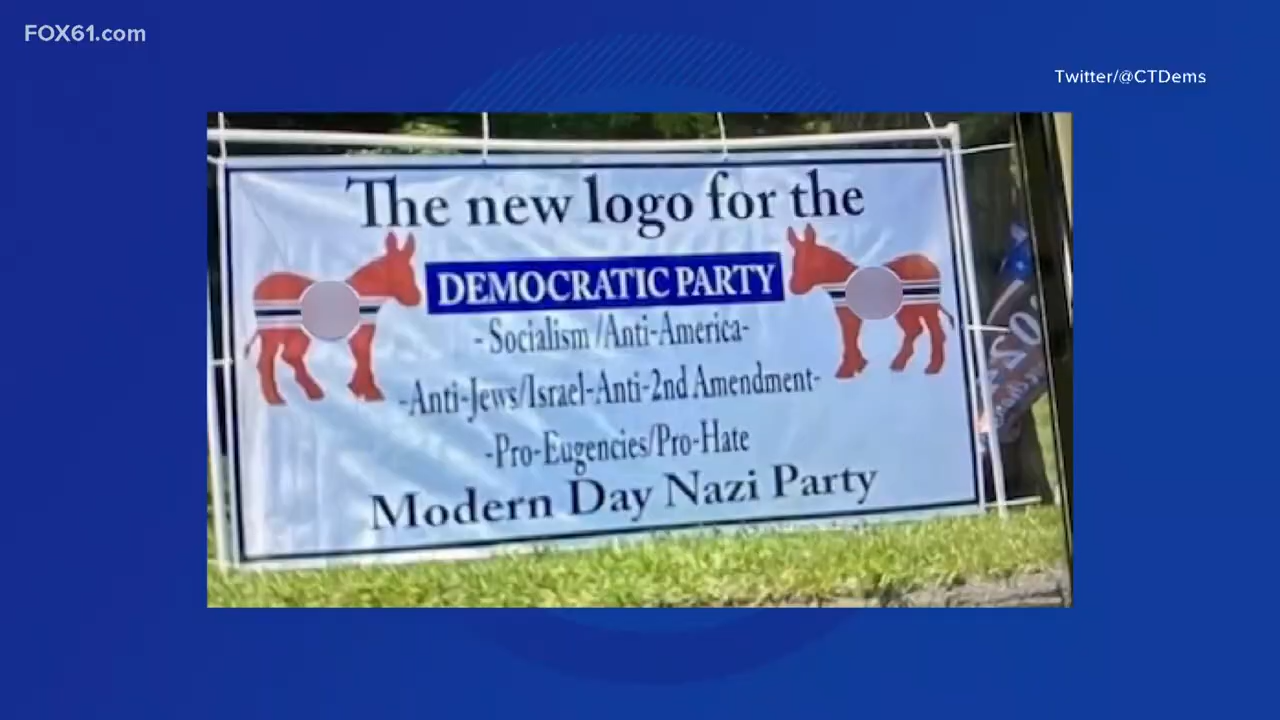 FOX61.com
Twitter/@CTDems
The new logo for the
DEMOCRATIC PARTY
- Socialism /Anti-America-
-Anti-Jews/Israel-Anti-2nd Amendment-
-Pro-Eugencies/Pro-Hate
Modern Day Nazi Party